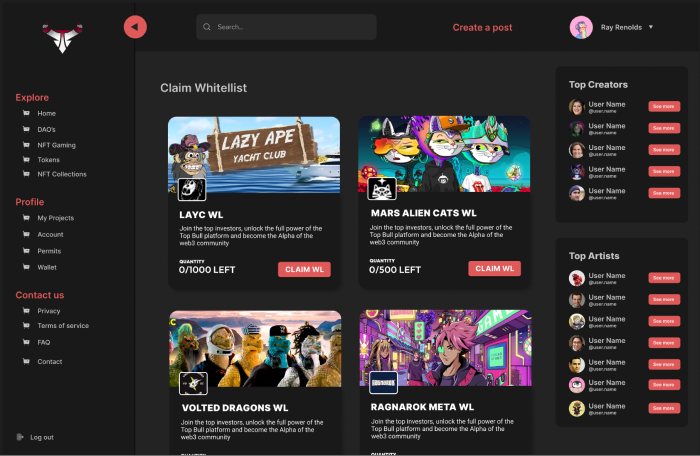 Search..
Create a post
Ray Renolds
Explore
Home
DAO's
NFT Gaming
Tokens
NFT Collections
Profile
My Projects
Account
Permits
Wallet
Contact us
Privacy
Terms of service
FAQ
Contact
Log out
Claim Whitellist
LAZY APE
YACHT CLUB
LAYC WL
Join the top investors, unlock the full power of the
Top Bull platform and become the Alpha of the
web3 community
QUANTITY
0/1000 LEFT
CLAIM WL
MARS ALIEN CATS WL
Join the top investors, unlock the full power of the
Top Bull platform and become the Alpha of the
web3 community
QUANTITY
0/500 LEFT
CLAIM WL
VOLTED DRAGONS WL
Join the top investors, unlock the full power of the
Top Bull platform and become the Alpha of the
web3 community
RAGNAROK
RAGNAROK META WL
Join the top investors, unlock the full power of the
Top Bull platform and become the Alpha of the
web3 community
Top Creators
User Name
@user.name
See more
User Name
@user.name
See more
User Name
@user.name
See more
User Name
@user.name
See more
User Name
@user.name
See more
Top Artists
User Name
@user.name
See more
User Name
@user.name
See more
User Name
@user.name
See more
User Name
@user.name
See more
User Name
@user.name
See more
User Name
@user.name
See more
User Name
@user.name
See more